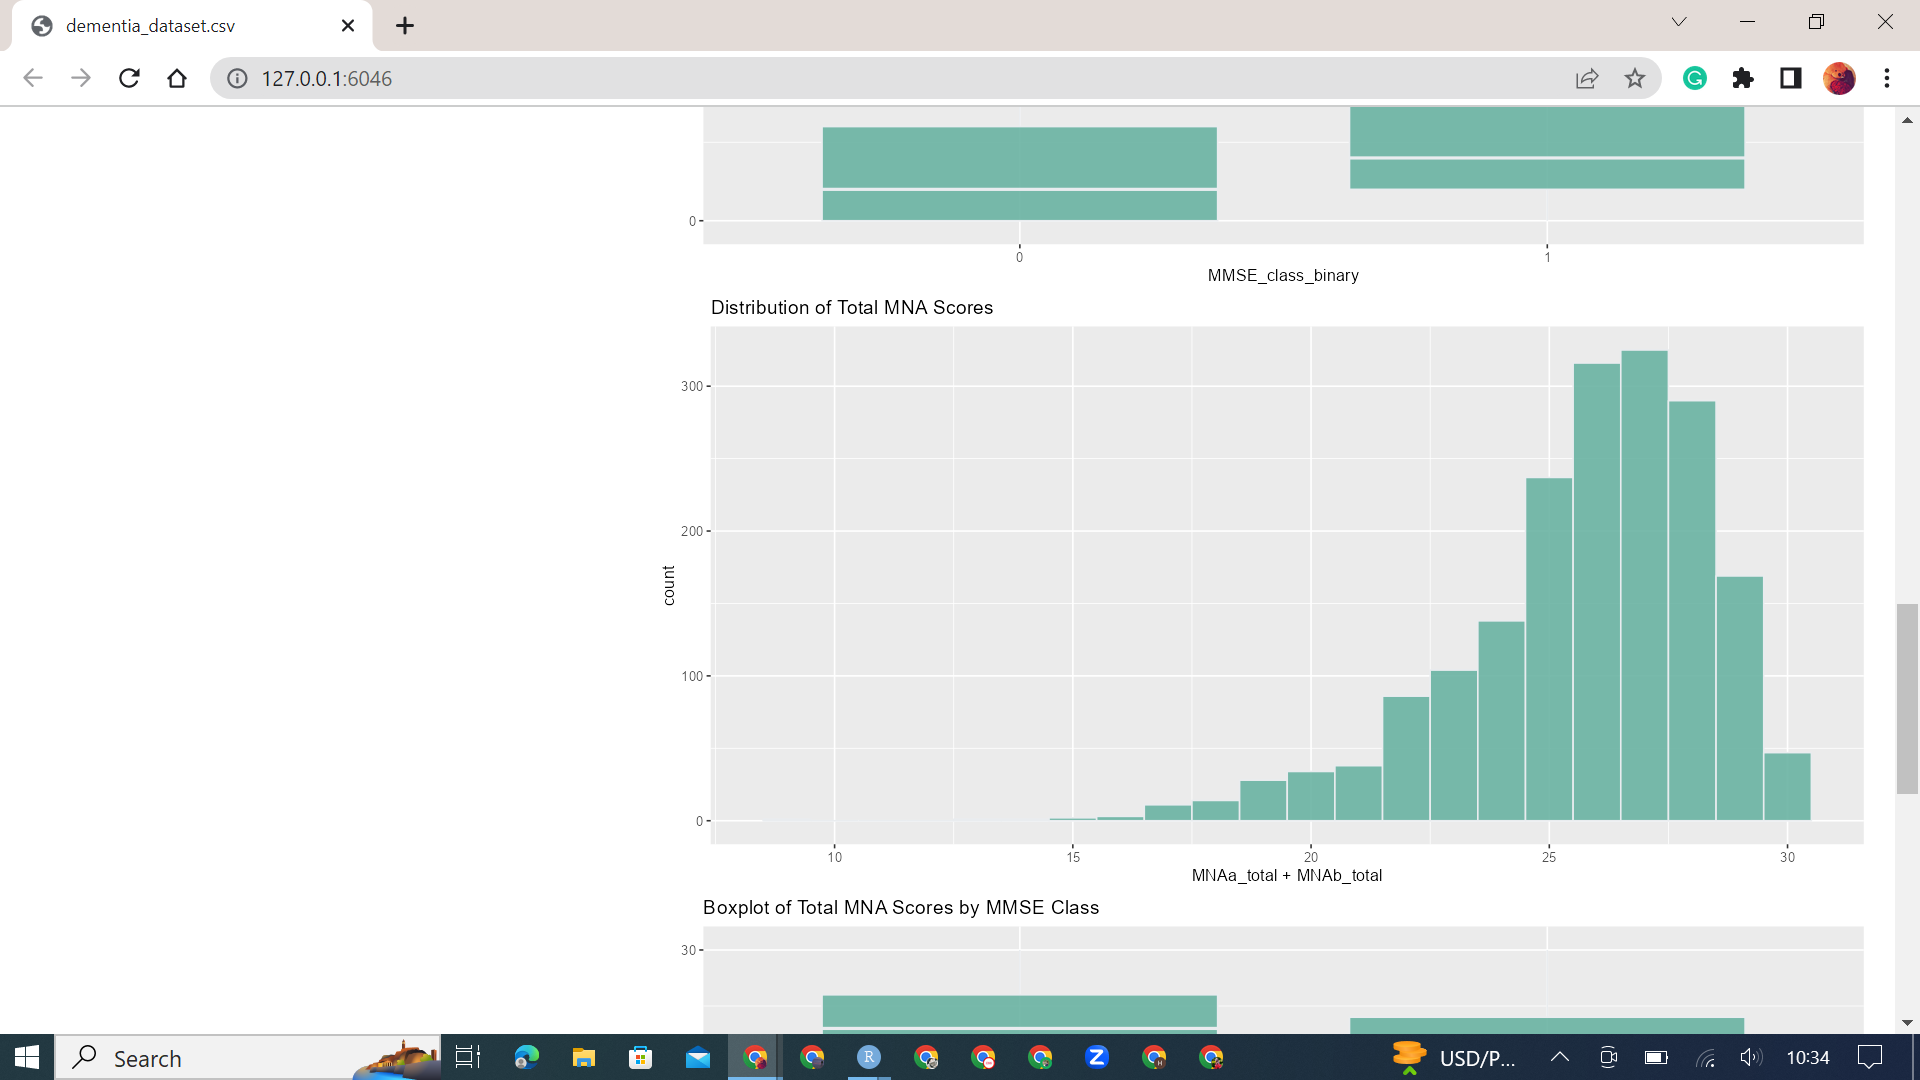 dementia_dataset.csv
127.0.0.1:6046
0
0 1
MMSE_class_binary
Distribution of Total MNA Scores
300
200
count
100
0
10 15 20 25 30
MNAa_total + MNAb_total
Boxplot of Total MNA Scores by MMSE Class
30
Search
USD/P...
10:34